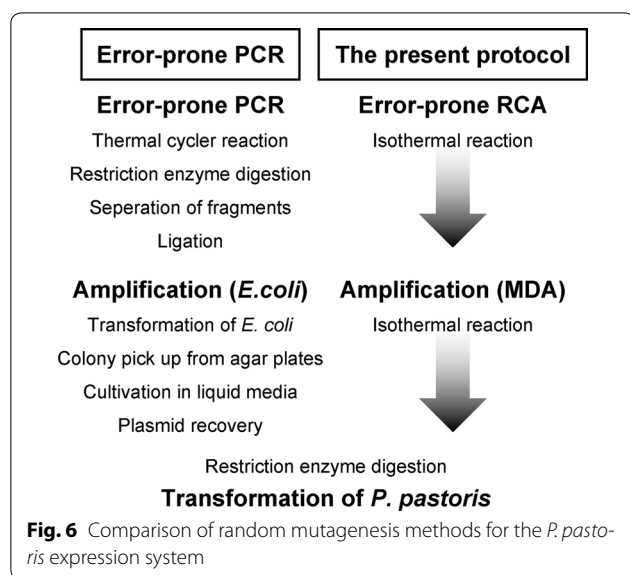 Error-prone PCR
The present protocol
Error-prone PCR
Thermal cycler reaction
Restriction enzyme digestion
Seperation of fragments
Ligation
Error-prone RCA
Isothermal reaction
Amplification (E.coli)
Transformation of E. coli
Colony pick up from agar plates
Cultivation in liquid media
Plasmid recovery
Amplification (MDA)
Isothermal reaction
Restriction enzyme digestion
Transformation of P. pastoris
Fig. 6 Comparison of random mutagenesis methods for the P. pasto-
ris expression system